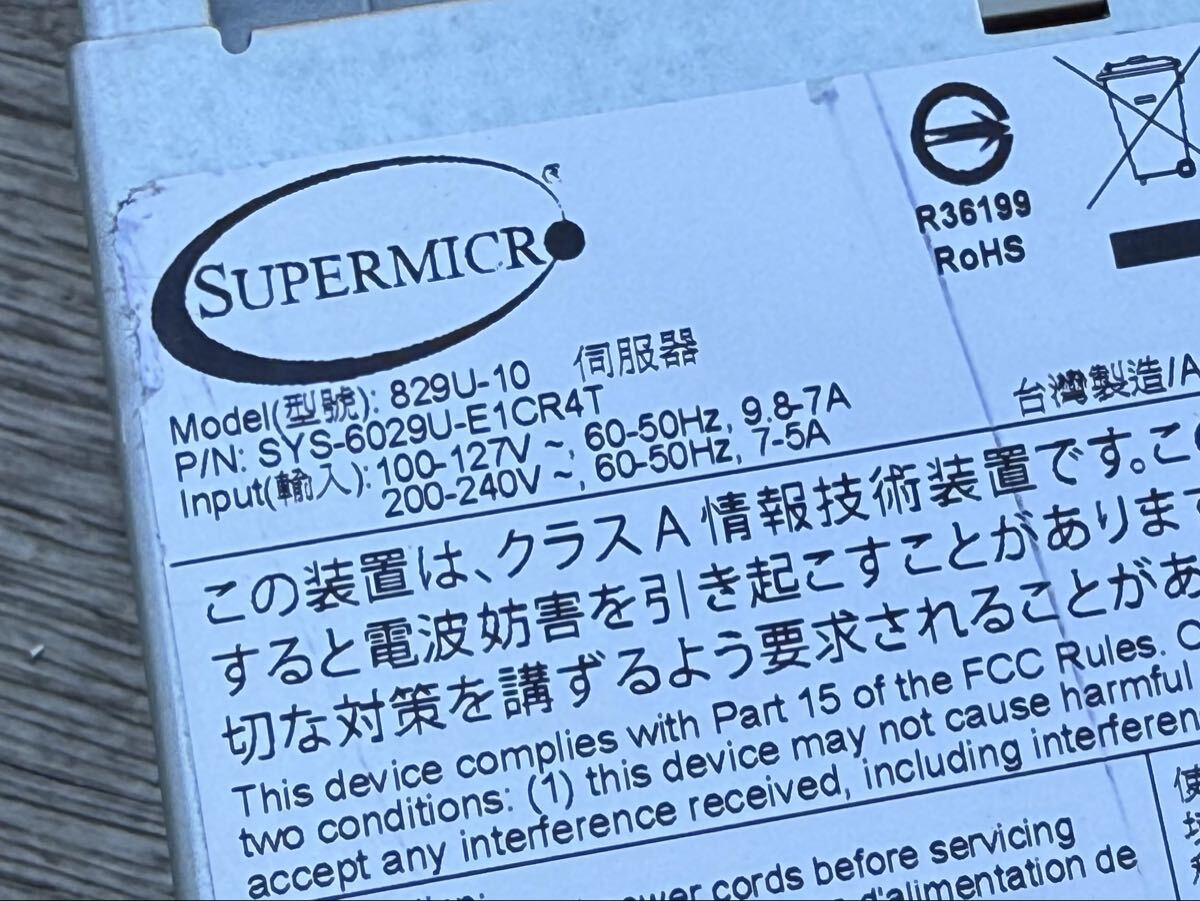 SUPERMICRO
®
R36199
RoHS
Model(型號): 829U-10 伺服器
P/N: SYS-6029U-E1CR4T
Input(輸入): 100-127V ~, 60-50Hz, 9.8-7A
200-240V ~, 60-50Hz, 7-5A
台灣製造/
この装置は、クラスA情報技術装置です。この
すると電波妨害を引き起こすことがありま
切な対策を講ずるよう要求されることがあ
This device complies with Part 15 of the FCC Rules.
two conditions: (1) this device may not cause harmful
accept any interference received, including
cords before servicing
d'alimentation de
使